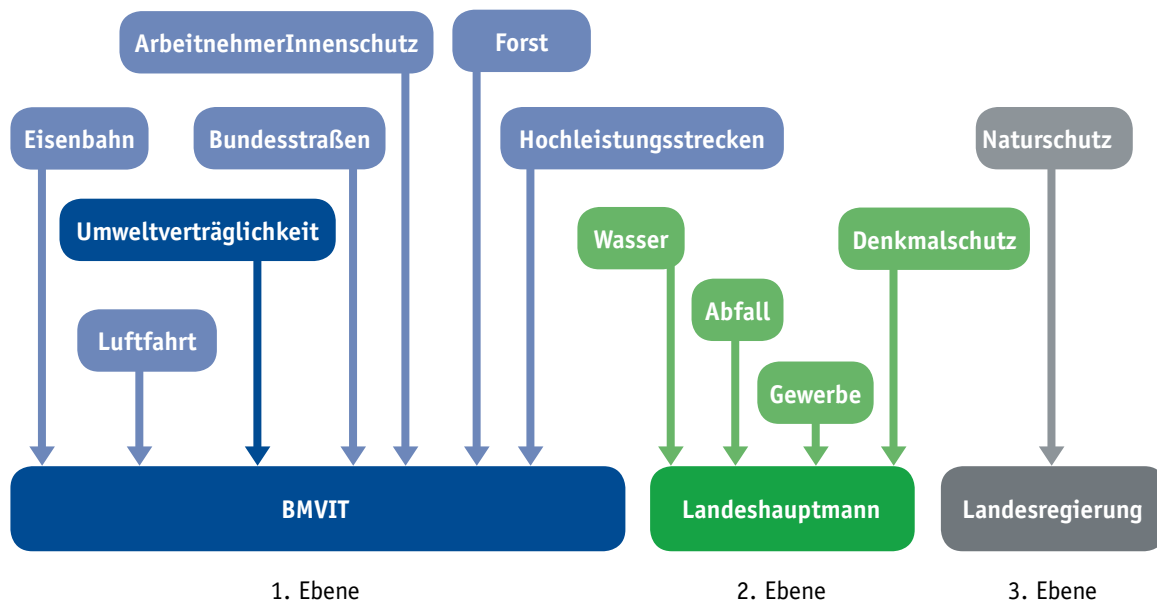 ArbeitnehmerInnenschutz
Forst
Eisenbahn
Bundesstraßen
Hochleistungsstrecken
Naturschutz
Umweltverträglichkeit
Wasser
Denkmalschutz
Abfall
Luftfahrt
Gewerbe
BMVIT
Landeshauptmann
Landesregierung
1. Ebene
2. Ebene
3. Ebene